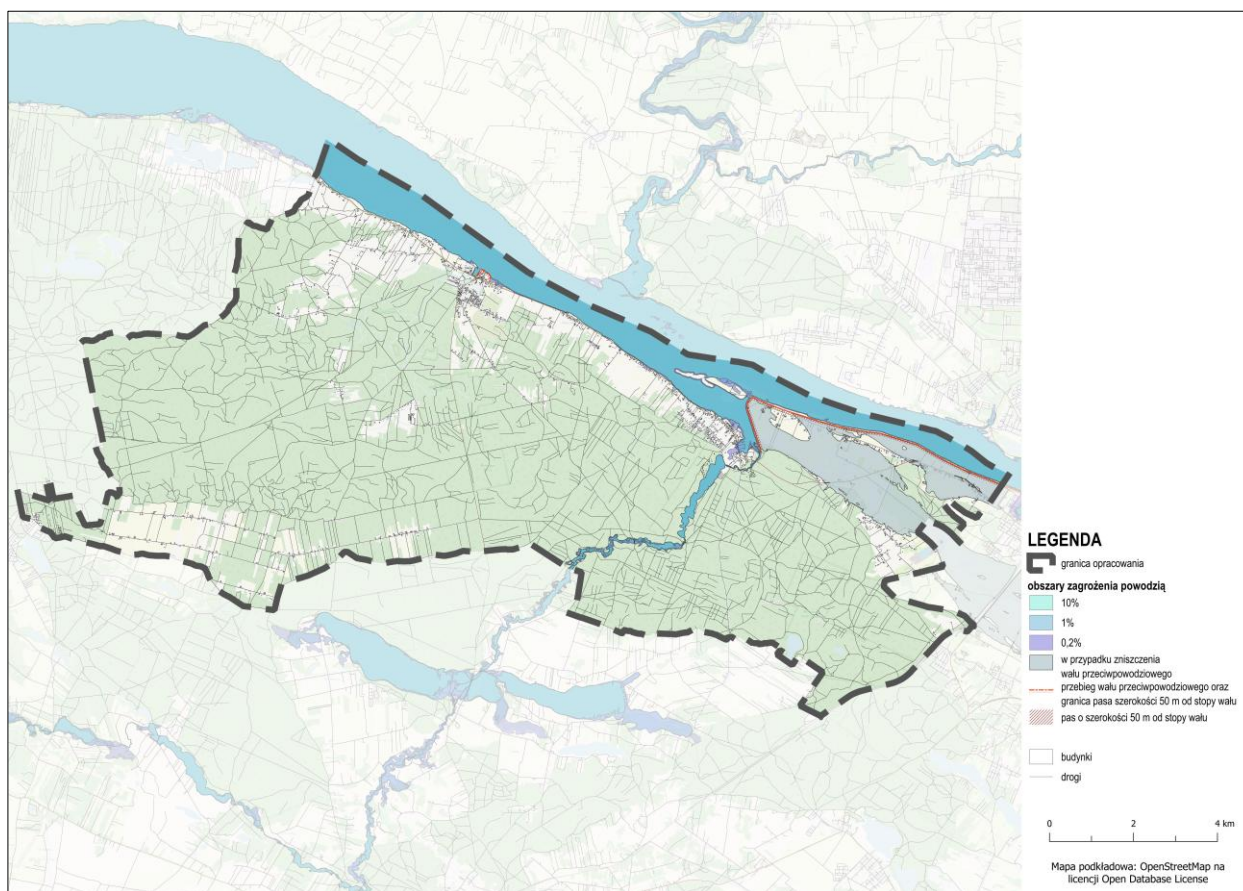 LEGENDA
granica opracowania
obszary zagrożenia powodzią
10%
1%
0,2%
w przypadku zniszczenia
wału przeciwpowodziowego
przebieg wału przeciwpowodziowego oraz
granica pasa szerokości 50 m od stopy wału
pas o szerokości 50 m od stopy wału
budynki
drogi
0 2 4 km
Mapa podkładowa: OpenStreetMap na
licencji Open Database License